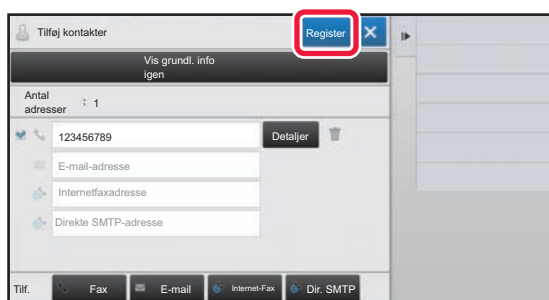 Tilføj kontakter
Register
Vis grundl. info
igen
Antal
adresser : 1
123456789
Detaljer
E-mail-adresse
Internetfaxadresse
Direkte SMTP-adresse
Tilf.
Fax
E-mail
Internet-Fax
Dir. SMTP